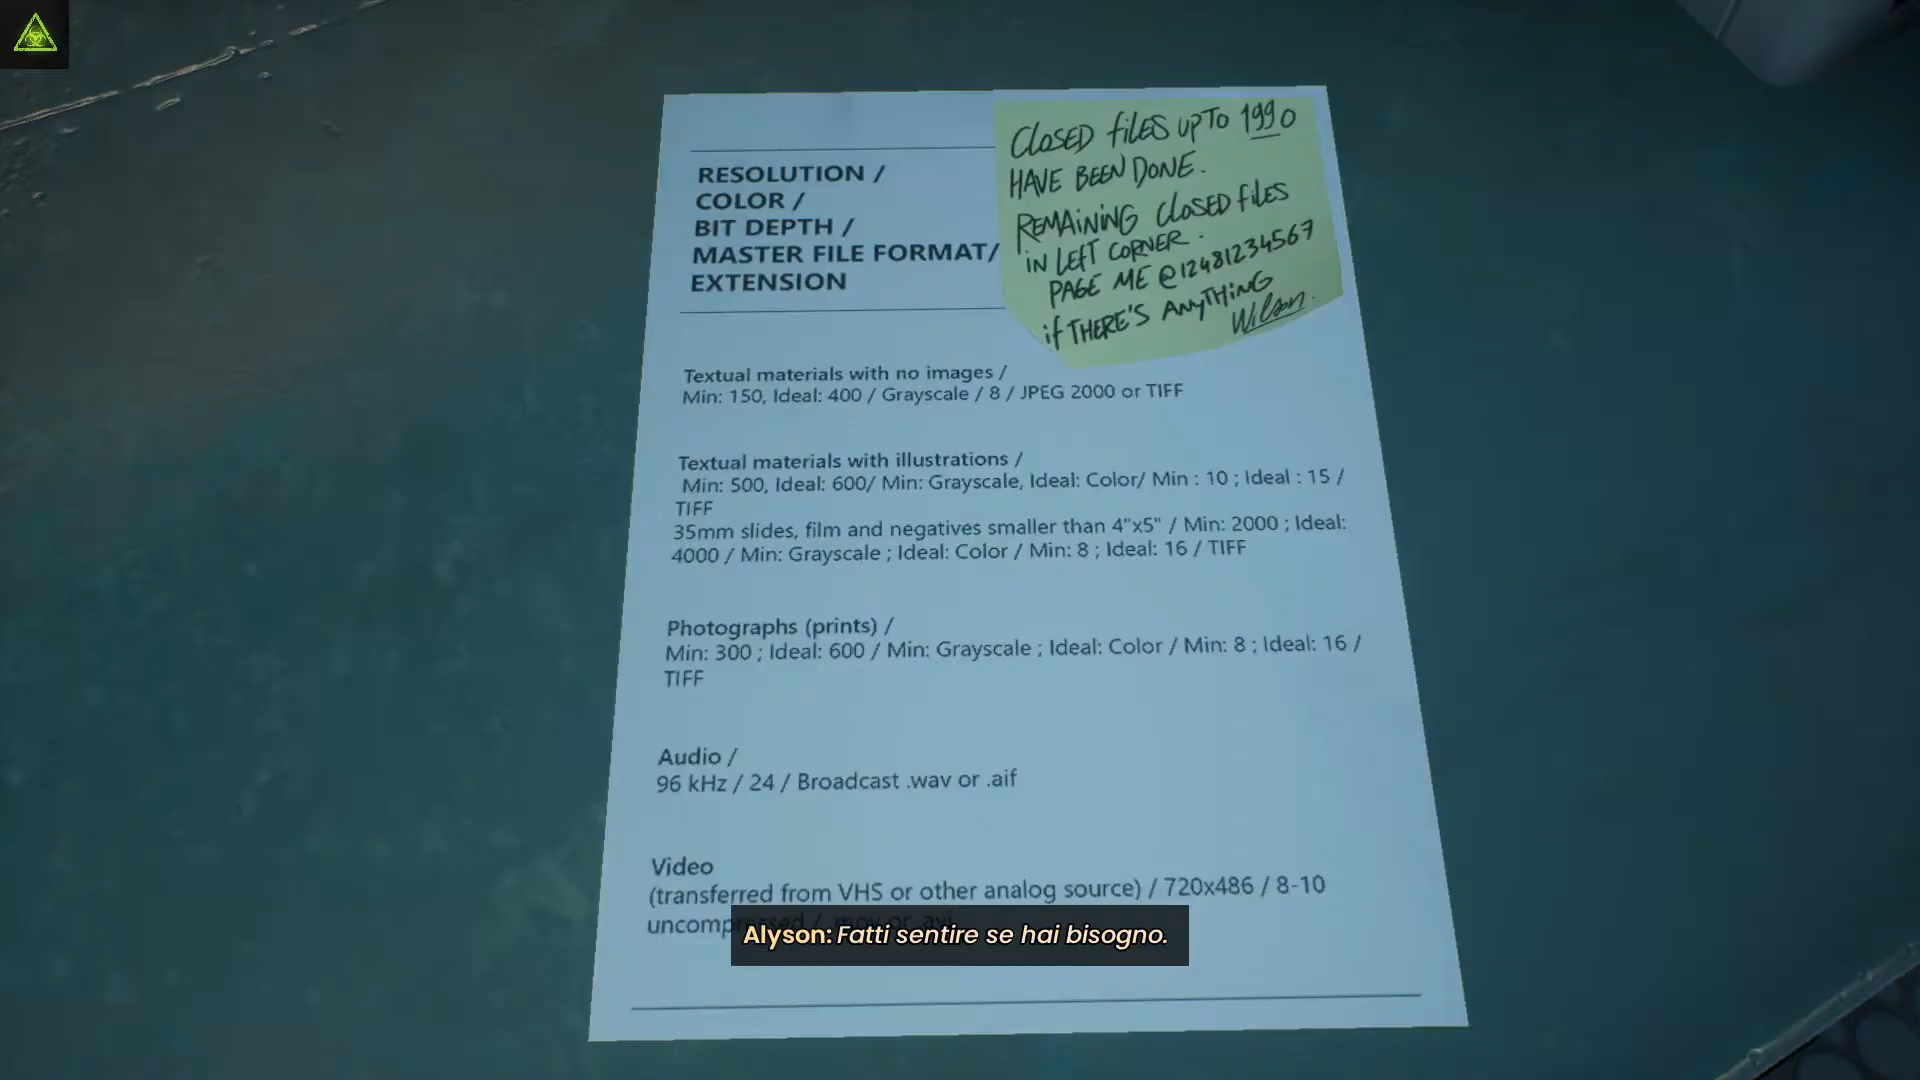 RESOLUTION /
COLOR /
BIT DEPTH /
MASTER FILE FORMAT/
EXTENSION
CLOSED FILES UP TO 1990
HAVE BEEN DONE.
REMAINING CLOSED FILES
IN LEFT CORNER.
PAGE ME @12481234567
if THERE'S ANYTHING
Wilson.
Textual materials with no images /
Min: 150, Ideal: 400 / Grayscale / 8 / JPEG 2000 or TIFF
Textual materials with illustrations /
Min: 500, Ideal: 600/ Min: Grayscale, Ideal: Color/ Min : 10 ; Ideal : 15 /
TIFF
35mm slides, film and negatives smaller than 4"x5" / Min: 2000 ; Ideal:
4000 / Min: Grayscale ; Ideal: Color / Min: 8 ; Ideal: 16 / TIFF
Photographs (prints) /
Min: 300 ; Ideal: 600 / Min: Grayscale ; Ideal: Color / Min: 8 ; Ideal: 16 /
TIFF
Audio /
96 kHz / 24 / Broadcast .wav or .aif
Video
(transferred from VHS or other analog source) / 720x486 / 8-10
uncompressed / .mov or .avi
Alyson: Fatti sentire se hai bisogno.